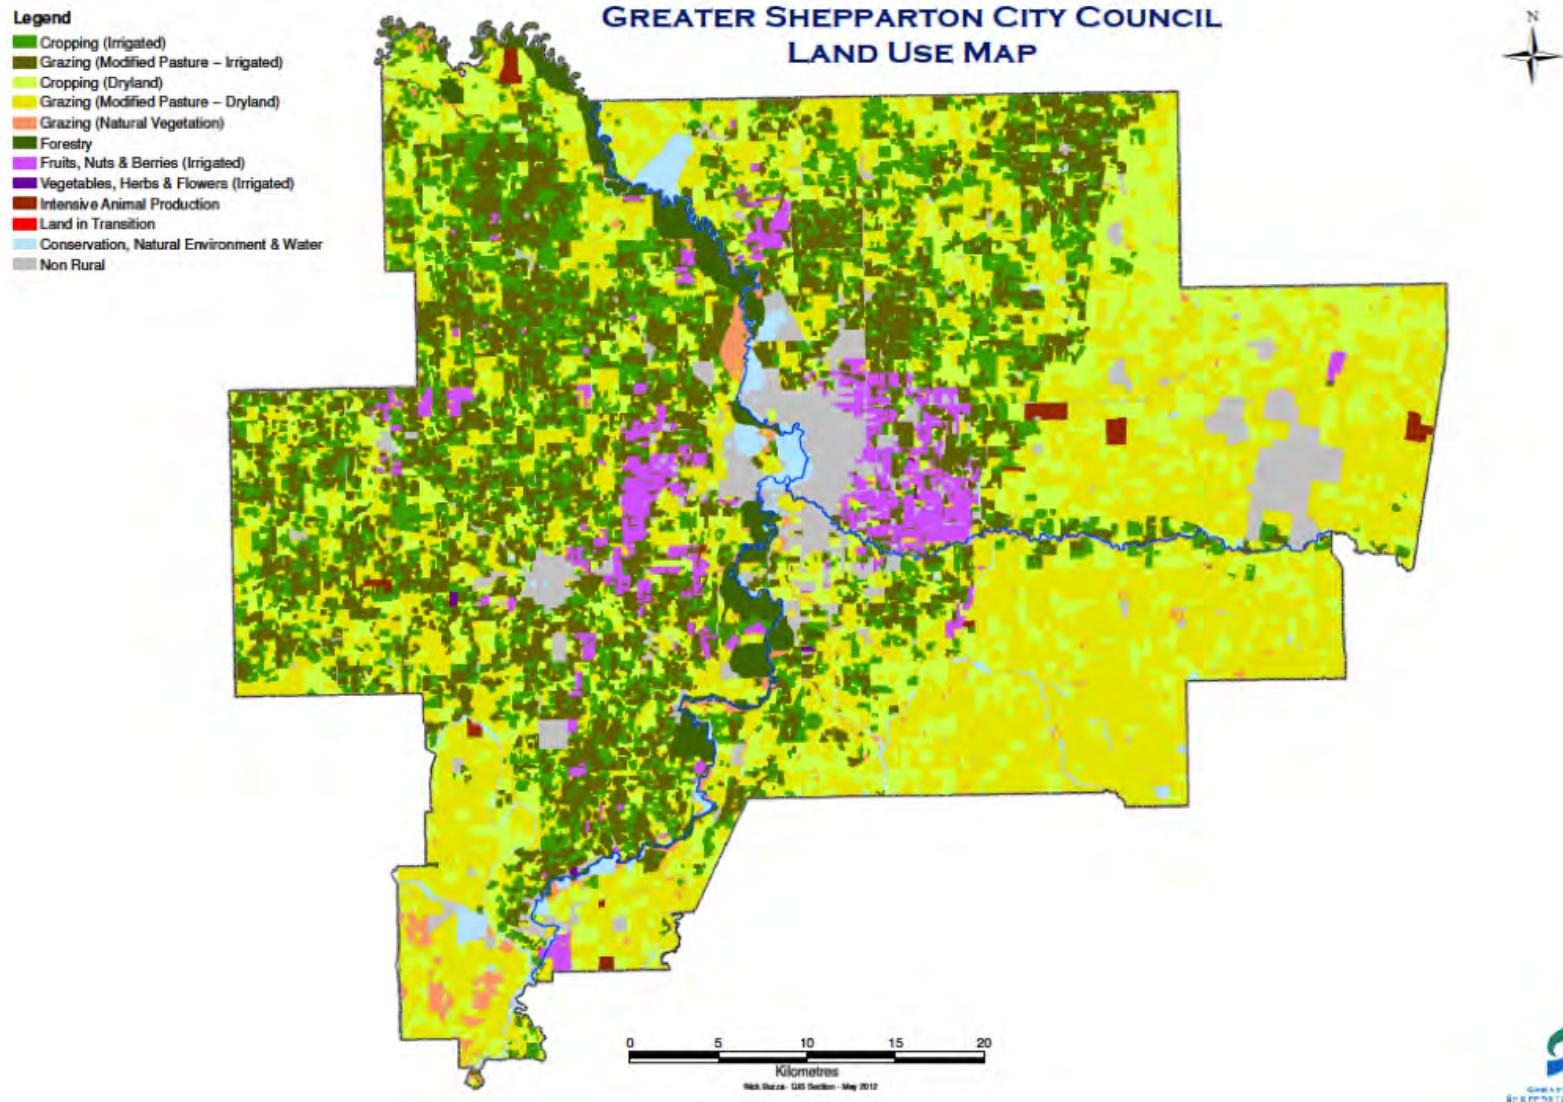 GREATER SHEPPARTON CITY COUNCIL
LAND USE MAP
N
Legend
Cropping (Irrigated)
Grazing (Modified Pasture – Irrigated)
Cropping (Dryland)
Grazing (Modified Pasture – Dryland)
Grazing (Natural Vegetation)
Forestry
Fruits, Nuts & Berries (Irrigated)
Vegetables, Herbs & Flowers (Irrigated)
Intensive Animal Production
Land in Transition
Conservation, Natural Environment & Water
Non Rural
0 5 10 15 20
Kilometres
GIS Section - May 2012